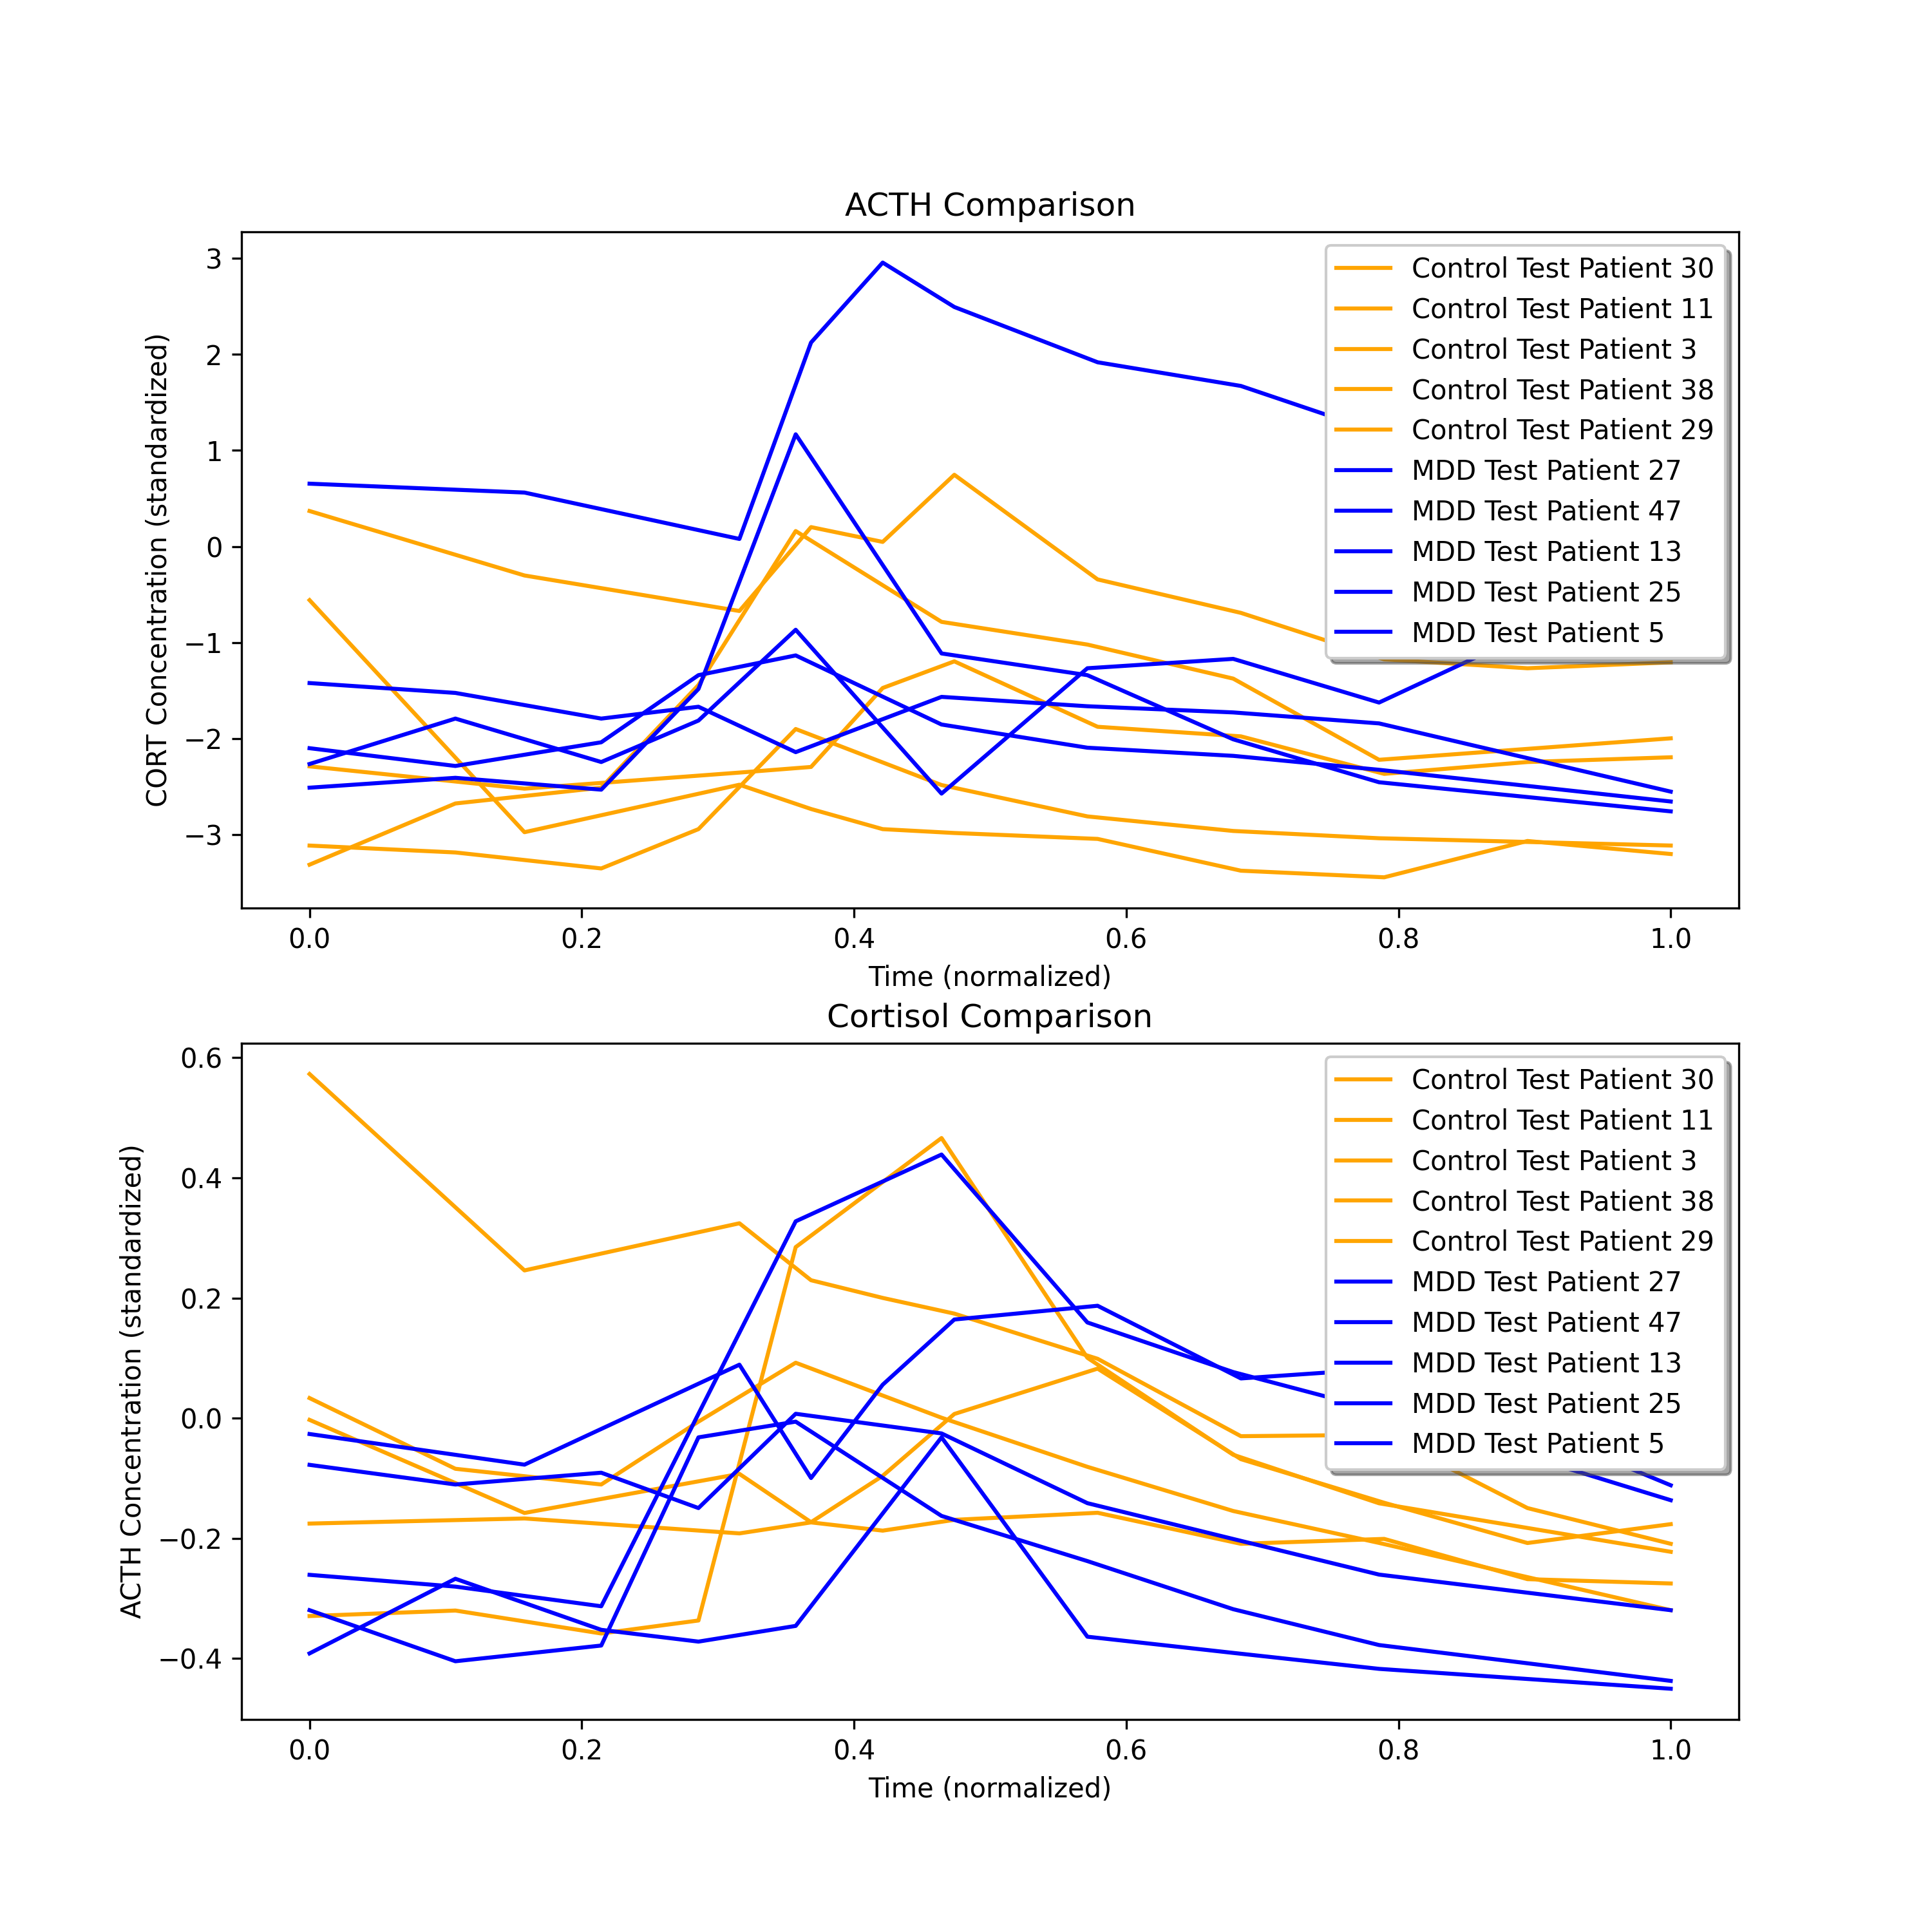 ACTH Comparison
CORT Concentration (standardized)
3
2
1
0
−1
−2
−3
Control Test Patient 30
Control Test Patient 11
Control Test Patient 3
Control Test Patient 38
Control Test Patient 29
MDD Test Patient 27
MDD Test Patient 47
MDD Test Patient 13
MDD Test Patient 25
MDD Test Patient 5
0.0 0.2 0.4 0.6 0.8 1.0
Time (normalized)
Cortisol Comparison
ACTH Concentration (standardized)
0.6
0.4
0.2
0.0
−0.2
−0.4
Control Test Patient 30
Control Test Patient 11
Control Test Patient 3
Control Test Patient 38
Control Test Patient 29
MDD Test Patient 27
MDD Test Patient 47
MDD Test Patient 13
MDD Test Patient 25
MDD Test Patient 5
0.0 0.2 0.4 0.6 0.8 1.0
Time (normalized)